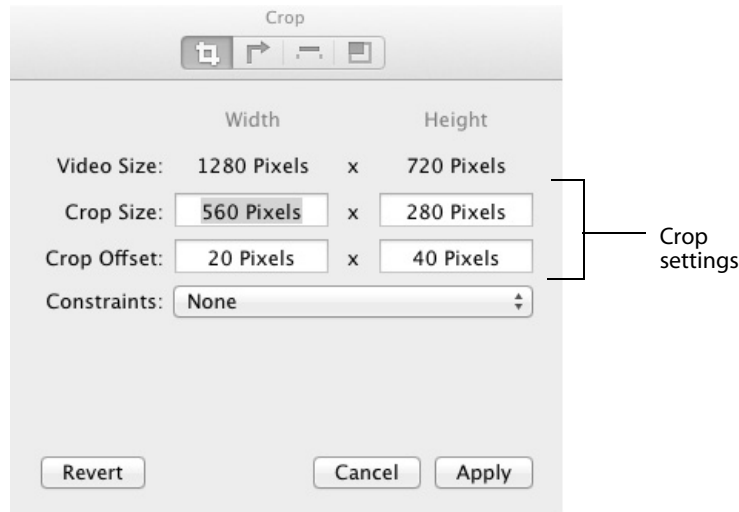 Crop
Width Height
Video Size: 1280 Pixels x 720 Pixels
Crop Size: 560 Pixels x 280 Pixels
Crop Offset: 20 Pixels x 40 Pixels
Constraints: None
Revert Cancel Apply
Crop
settings